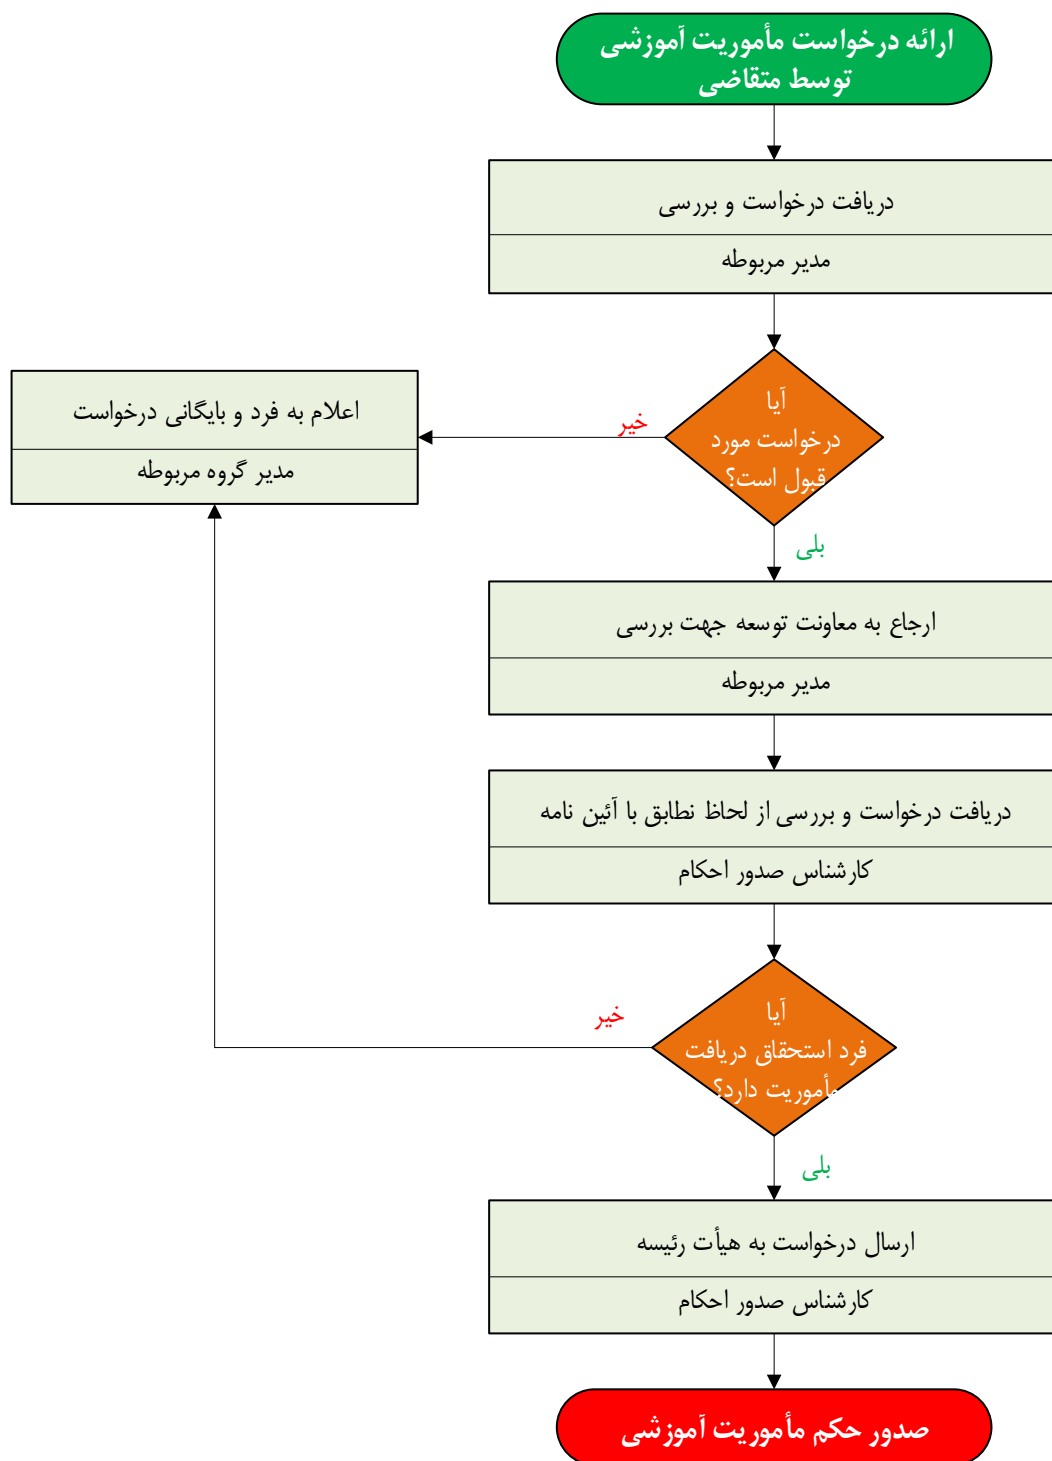 ارائه درخواست مأموریت آموزشی
توسط متقاضی
دریافت درخواست و بررسی
مدیر مربوطه
آیا
درخواست مورد
قبول است؟
خیر
اعلام به فرد و بایگانی درخواست
مدیر گروه مربوطه
بلی
ارجاع به معاونت توسعه جهت بررسی
مدیر مربوطه
دریافت درخواست و بررسی از لحاظ نطابق با آئین نامه
کارشناس صدور احکام
آیا
فرد استحقاق دریافت
مأموریت دارد؟
خیر
بلی
ارسال درخواست به هیأت رئیسه
کارشناس صدور احکام
صدور حکم مأموریت آموزشی